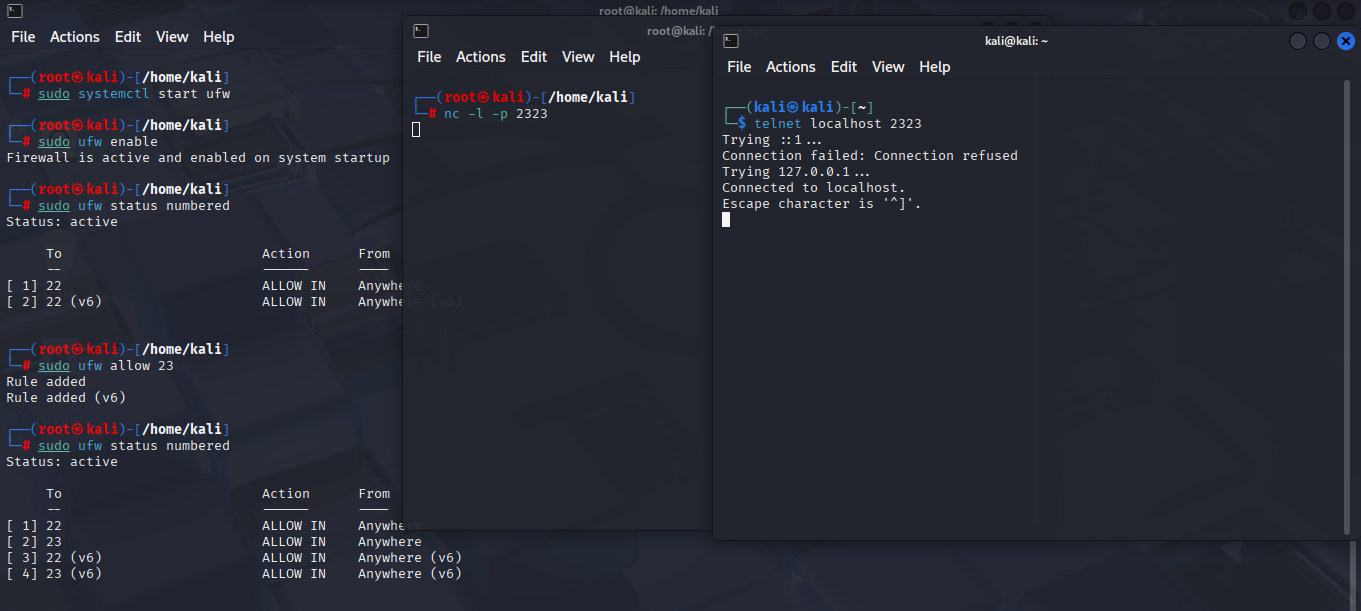 root@kali: /home/kali
File Actions Edit View Help
┌──(root㉿kali)-[/home/kali]
└─# sudo systemctl start ufw
┌──(root㉿kali)-[/home/kali]
└─# sudo ufw enable
Firewall is active and enabled on system startup
┌──(root㉿kali)-[/home/kali]
└─# sudo ufw status numbered
Status: active
To Action From
-- ------ ----
[ 1] 22 ALLOW IN Anywhere
[ 2] 22 (v6) ALLOW IN Anywhere (v6)
┌──(root㉿kali)-[/home/kali]
└─# sudo ufw allow 23
Rule added
Rule added (v6)
┌──(root㉿kali)-[/home/kali]
└─# sudo ufw status numbered
Status: active
To Action From
-- ------ ----
[ 1] 22 ALLOW IN Anywhere
[ 2] 23 ALLOW IN Anywhere
[ 3] 22 (v6) ALLOW IN Anywhere (v6)
[ 4] 23 (v6) ALLOW IN Anywhere (v6)
root@kali: /
File Actions Edit View Help
┌──(root㉿kali)-[/home/kali]
└─# nc -l -p 2323
kali@kali: ~
File Actions Edit View Help
┌──(kali㉿kali)-[~]
└─$ telnet localhost 2323
Trying ::1...
Connection failed: Connection refused
Trying 127.0.0.1...
Connected to localhost.
Escape character is '^]'.